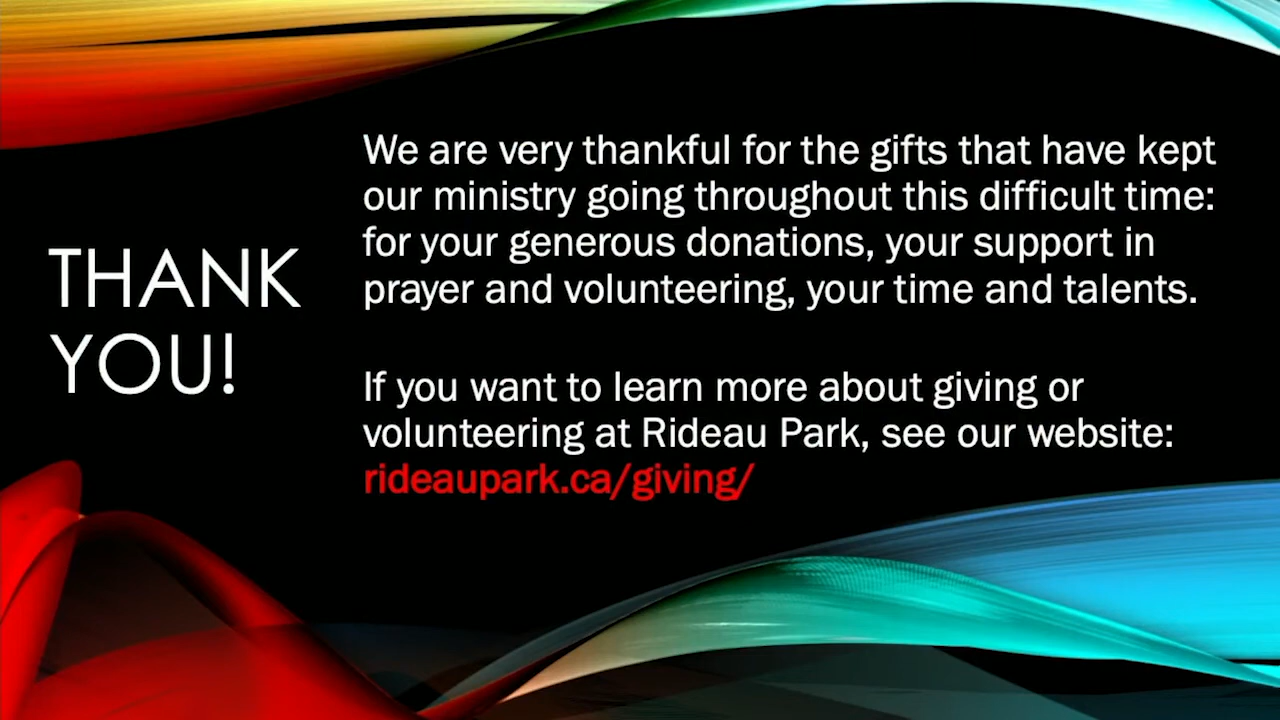 THANK
YOU!
We are very thankful for the gifts that have kept
our ministry going throughout this difficult time:
for your generous donations, your support in
prayer and volunteering, your time and talents.
If you want to learn more about giving or
volunteering at Rideau Park, see our website:
rideaupark.ca/giving/